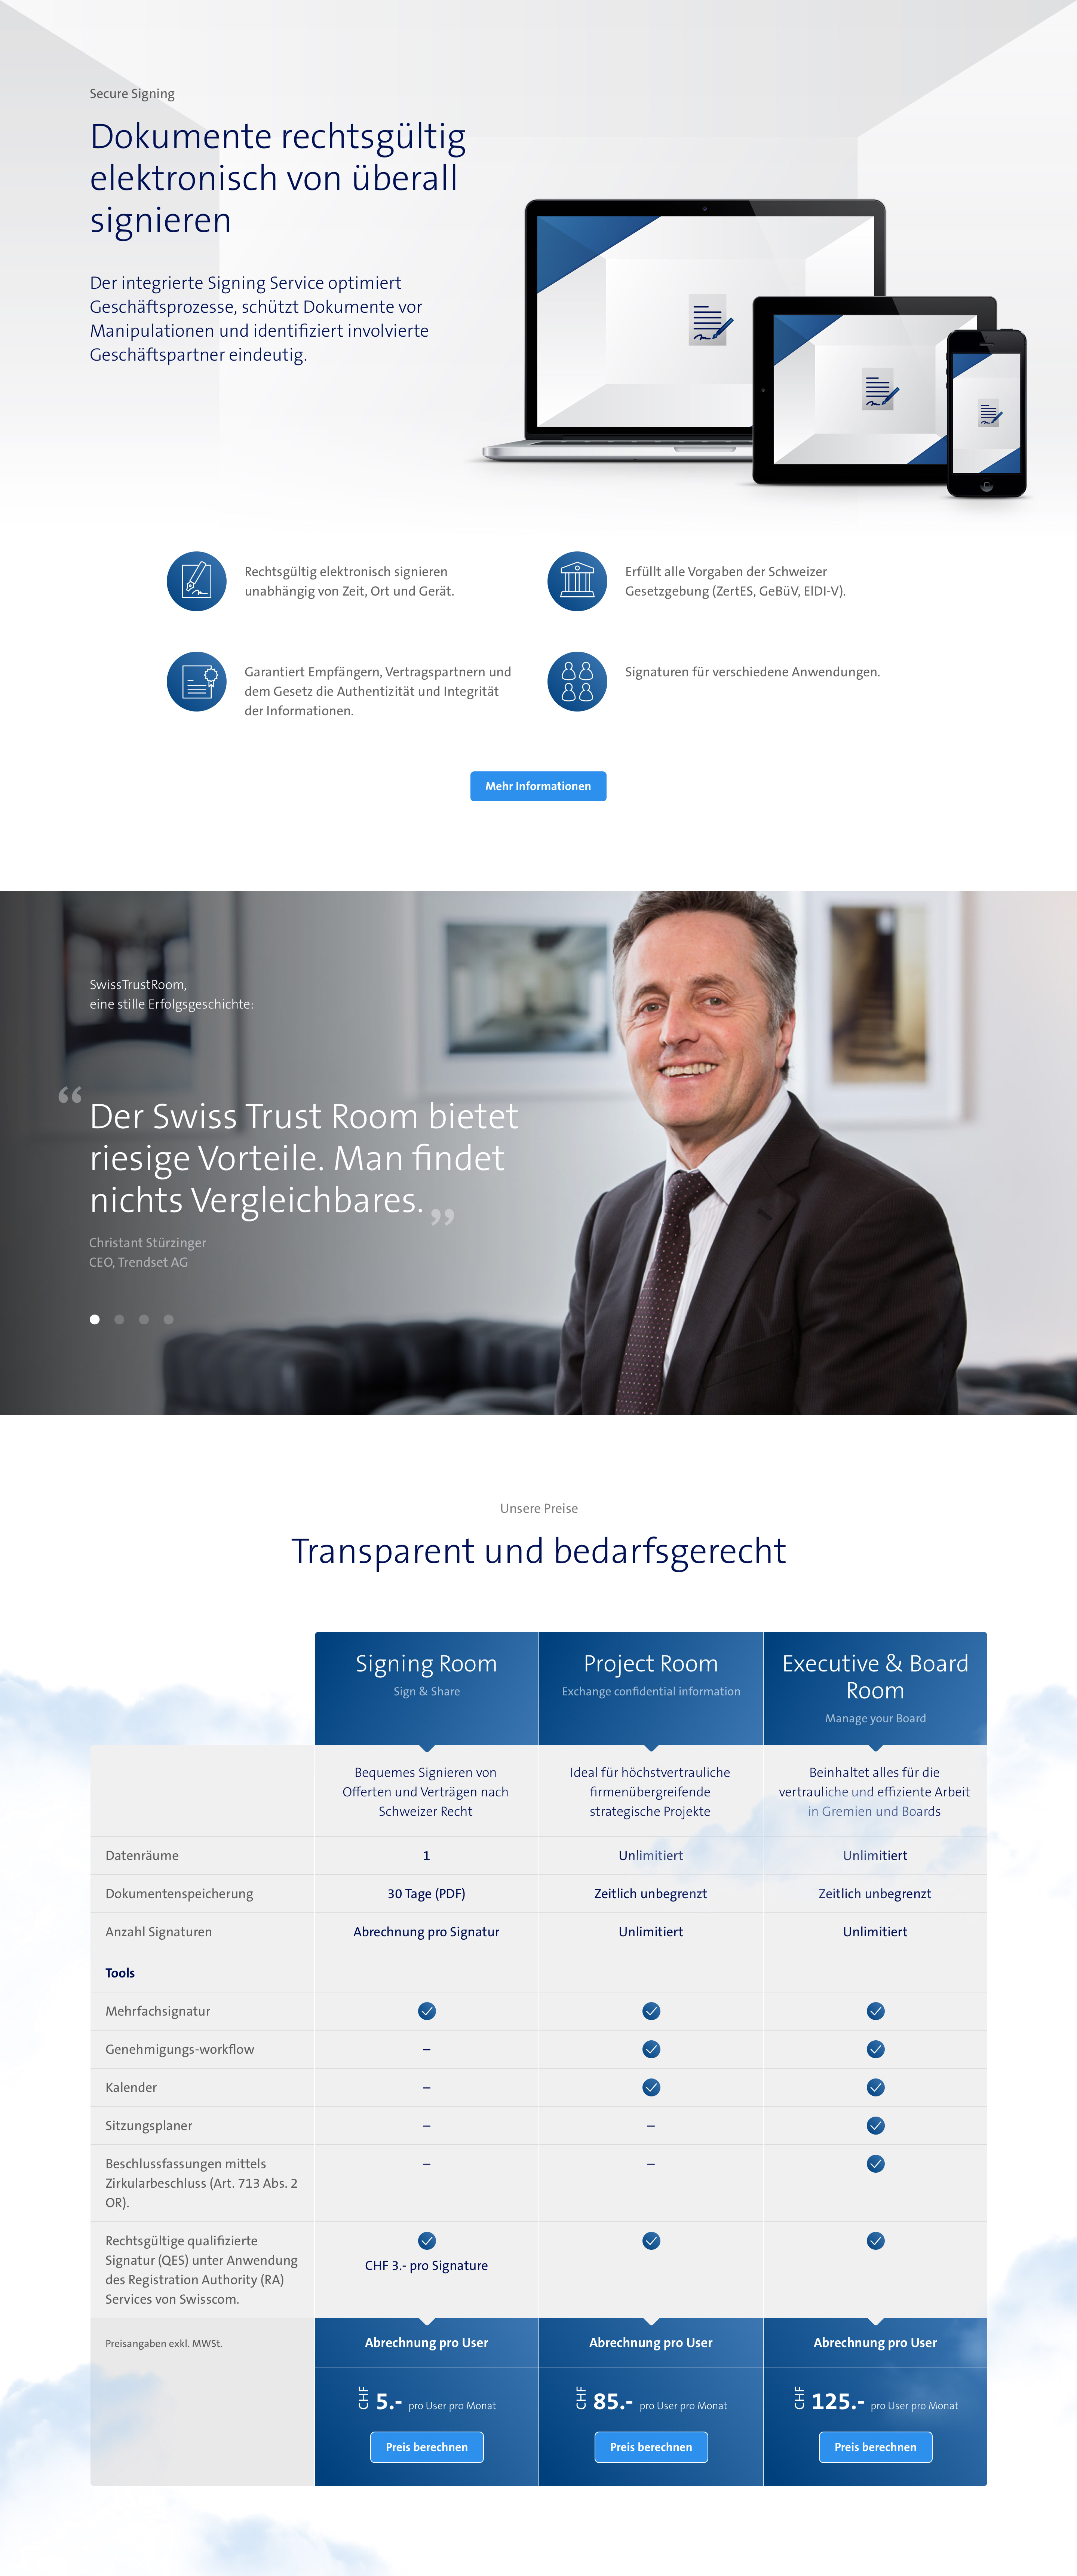 Secure Signing
Dokumente rechtsgültig
elektronisch von überall
signieren
Der integrierte Signing Service optimiert
Geschäftsprozesse, schützt Dokumente vor
Manipulationen und identifiziert involvierte
Geschäftspartner eindeutig.
Rechtsgültig elektronisch signieren
unabhängig von Zeit, Ort und Gerät.
Erfüllt alle Vorgaben der Schweizer
Gesetzgebung (ZertES, GeBüV, ElDI-V).
Garantiert Empfängern, Vertragspartnern und
dem Gesetz die Authentizität und Integrität
der Informationen.
Signaturen für verschiedene Anwendungen.
Mehr Informationen
SwissTrustRoom,
eine stille Erfolgsgeschichte:
“Der Swiss Trust Room bietet
riesige Vorteile. Man findet
nichts Vergleichbares.”
Christant Stürzinger
CEO, Trendset AG
Unsere Preise
Transparent und bedarfsgerecht
Signing Room
Sign & Share
Project Room
Exchange confidential information
Executive & Board
Room
Manage your Board
Bequemes Signieren von
Offerten und Verträgen nach
Schweizer Recht
Ideal für höchstvertrauliche
firmenübergreifende
strategische Projekte
Beinhaltet alles für die
vertrauliche und effiziente Arbeit
in Gremien und Boards
Datenräume 1 Unlimitiert Unlimitiert
Dokumentenspeicherung 30 Tage (PDF) Zeitlich unbegrenzt Zeitlich unbegrenzt
Anzahl Signaturen Abrechnung pro Signatur Unlimitiert Unlimitiert
Tools
Mehrfachsignatur
Genehmigungs-workflow –
Kalender –
Sitzungsplaner – –
Beschlussfassungen mittels – –
Zirkularbeschluss (Art. 713 Abs. 2
OR).
Rechtsgültige qualifizierte
Signatur (QES) unter Anwendung
des Registration Authority (RA)
Services von Swisscom.
CHF 3.- pro Signature
Preisangaben exkl. MWSt.
Abrechnung pro User Abrechnung pro User Abrechnung pro User
CHF 5.- pro User pro Monat
CHF 85.- pro User pro Monat
CHF 125.- pro User pro Monat
Preis berechnen Preis berechnen Preis berechnen